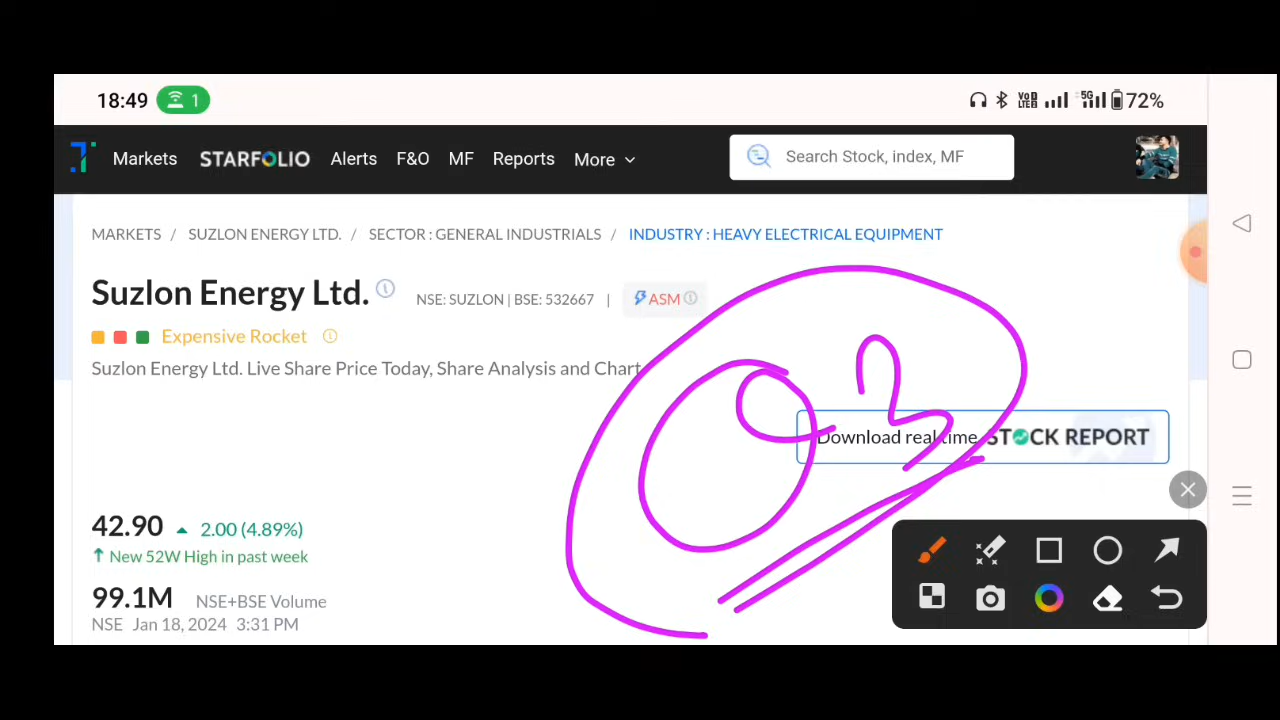 18:49 1 VoLTE 5G 72%
Markets STARFOLIO Alerts F&O MF Reports More Search Stock, index, MF
MARKETS / SUZLON ENERGY LTD. / SECTOR : GENERAL INDUSTRIALS / INDUSTRY : HEAVY ELECTRICAL EQUIPMENT
Suzlon Energy Ltd. NSE: SUZLON | BSE: 532667 | ASM
Expensive Rocket
Suzlon Energy Ltd. Live Share Price Today, Share Analysis and Chart
03
Download real time STOCK REPORT
42.90 2.00 (4.89%)
New 52W High in past week
99.1M NSE+BSE Volume
NSE Jan 18, 2024 3:31 PM